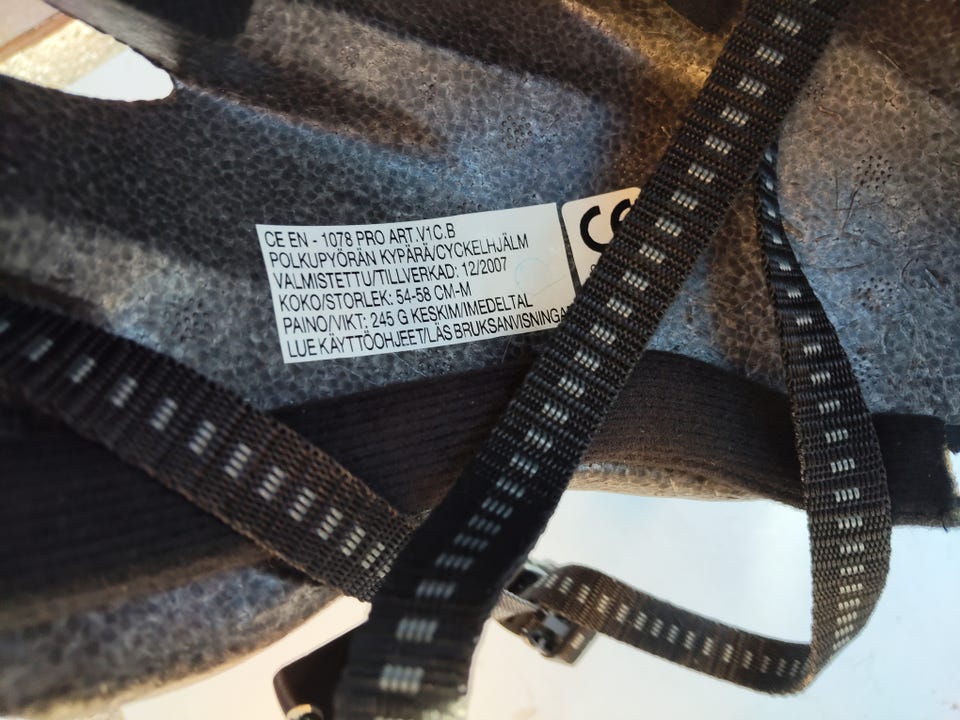 CE EN - 1078 PRO ART.V1C.B
POLKUPYÖRÄN KYPÄRÄ/CYCKELHJÄLM
VALMISTETTU/TILLVERKAD: 12/2007
KOKO/STORLEK: 54-58 CM-M
PAINO/VIKT: 245 G KESKIM/IMEDELTAL
LUE KÄYTTÖOHJEET/LÄS BRUKSANVISNINGA
CE